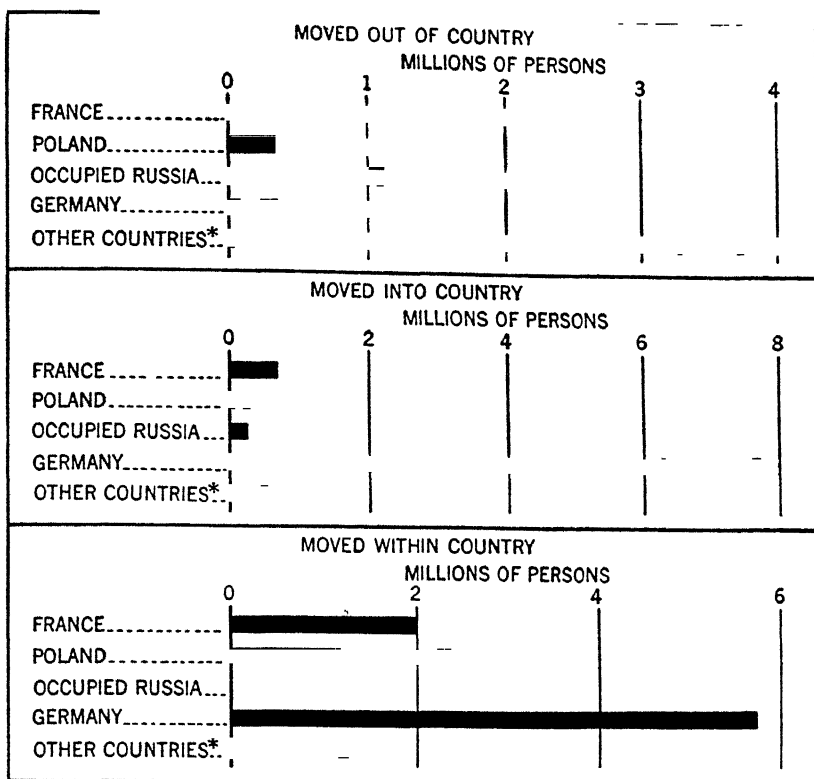 MOVED OUT OF COUNTRY
MILLIONS OF PERSONS
0 1 2 3 4
FRANCE
POLAND
OCCUPIED RUSSIA
GERMANY
OTHER COUNTRIES*
MOVED INTO COUNTRY
MILLIONS OF PERSONS
0 2 4 6 8
FRANCE
POLAND
OCCUPIED RUSSIA
GERMANY
OTHER COUNTRIES*
MOVED WITHIN COUNTRY
MILLIONS OF PERSONS
0 2 4 6
FRANCE
POLAND
OCCUPIED RUSSIA
GERMANY
OTHER COUNTRIES*